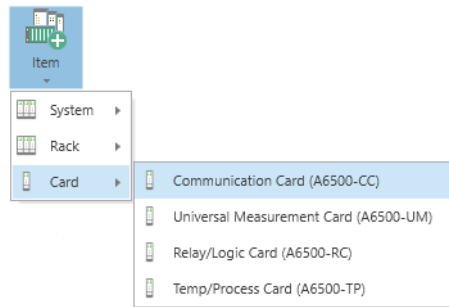 Item
System
Rack
Card
Communication Card (A6500-CC)
Universal Measurement Card (A6500-UM)
Relay/Logic Card (A6500-RC)
Temp/Process Card (A6500-TP)